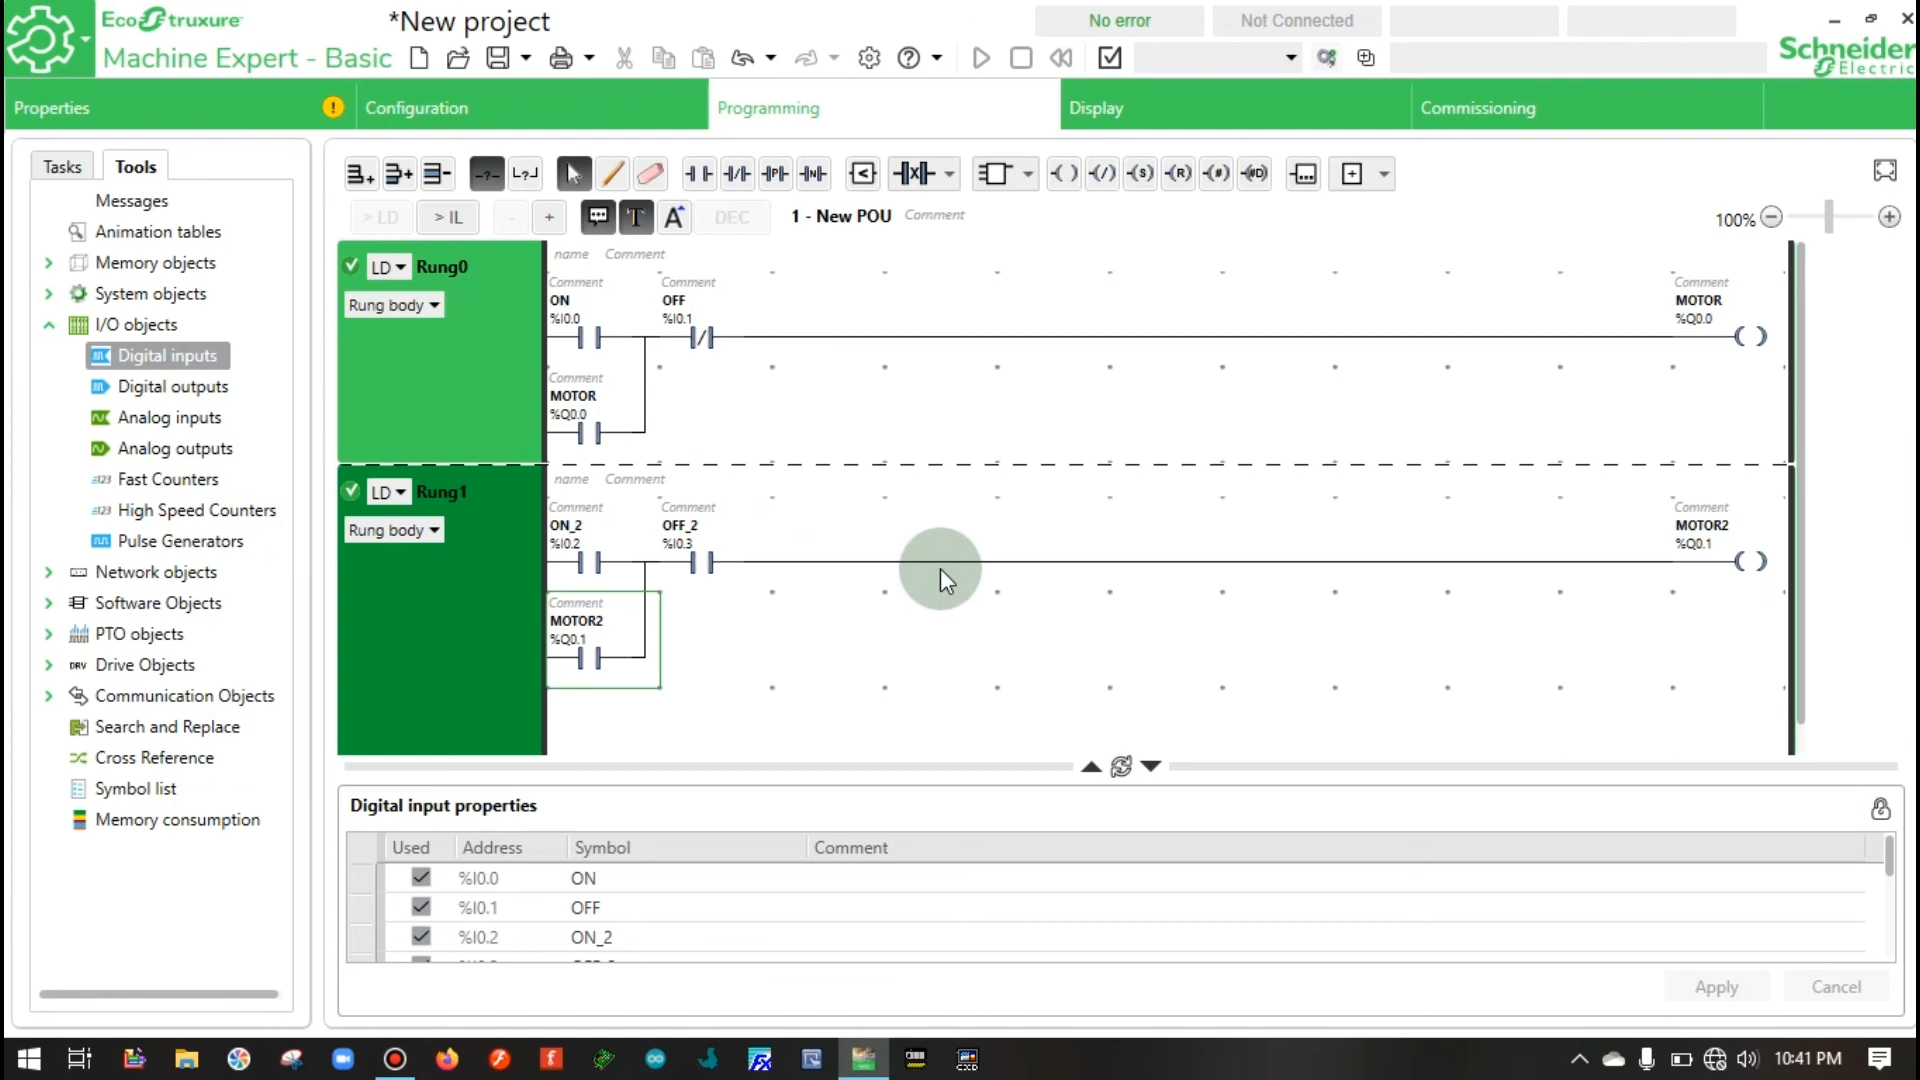 EcoStruxure
Machine Expert - Basic
*New project
No error
Not Connected
Schneider
Electric
Properties
!
Configuration
Programming
Display
Commissioning
Tasks
Tools
Messages
Animation tables
Memory objects
System objects
I/O objects
Digital inputs
Digital outputs
Analog inputs
Analog outputs
Fast Counters
High Speed Counters
Pulse Generators
Network objects
Software Objects
PTO objects
DRV Drive Objects
Communication Objects
Search and Replace
Cross Reference
Symbol list
Memory consumption
> LD
> IL
-
+
T
A
DEC
1 - New POU
Comment
100%
LD
Rung0
Rung body
name Comment
Comment
ON
%I0.0
Comment
OFF
%I0.1
Comment
MOTOR
%Q0.0
Comment
MOTOR
%Q0.0
LD
Rung1
Rung body
name Comment
Comment
ON_2
%I0.2
Comment
OFF_2
%I0.3
Comment
MOTOR2
%Q0.1
Comment
MOTOR2
%Q0.1
Digital input properties
Used Address Symbol Comment
%I0.0 ON
%I0.1 OFF
%I0.2 ON_2
Apply
Cancel
10:41 PM